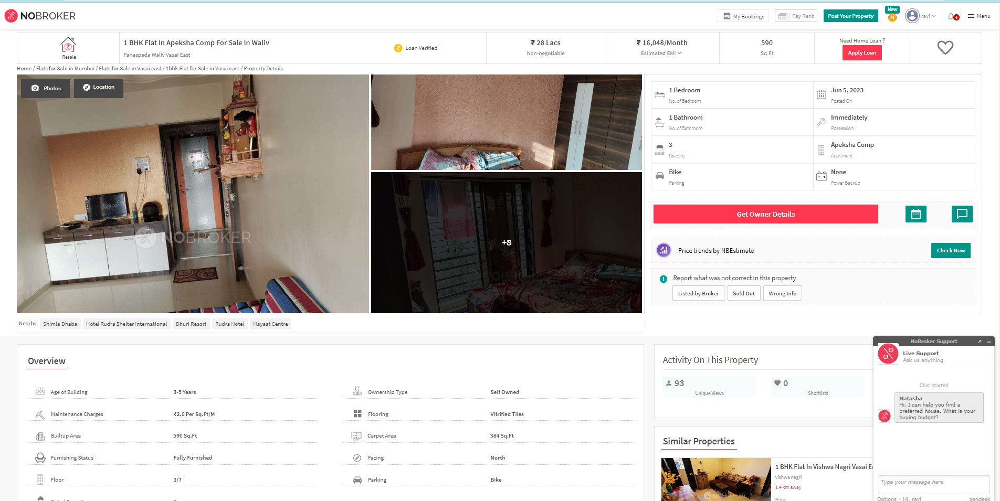 NOBROKER
My Bookings
Pay Rent
Post Your Property
New
N
ravi
4
Menu
Resale
1 BHK Flat In Apeksha Comp For Sale In Waliv
Fanaspada Waliv Vasai East
Loan Verified
₹ 28 Lacs
Non-negotiable
₹ 16,048/Month
Estimated EMI
590
Sq.Ft
Need Home Loan ?
Apply Loan
Home / Flats for Sale in Mumbai / Flats for Sale in Vasai east / 1bhk Flat for Sale in Vasai east / Property Details
Photos
Location
NOBROKER
NOBROKER
NOBROKER
+8
1 Bedroom
No. of Bedroom
Jun 5, 2023
Posted On
1 Bathroom
No. of Bathroom
Immediately
Possession
3
Balcony
Apeksha Comp
Apartment
Bike
Parking
None
Power Backup
Get Owner Details
Price trends by NBEstimate
Check Now
Report what was not correct in this property
Listed by Broker
Sold Out
Wrong Info
Nearby:
Shimla Dhaba
Hotel Rudra Shelter International
Dhuri Resort
Rudra Hotel
Hayaat Centre
Overview
Age of Building
3-5 Years
Ownership Type
Self Owned
Maintenance Charges
₹2.0 Per Sq.Ft/M
Flooring
Vitrified Tiles
Builtup Area
590 Sq.Ft
Carpet Area
384 Sq.Ft
Furnishing Status
Fully Furnished
Facing
North
Floor
3/7
Parking
Bike
Activity On This Property
93
Unique Views
0
Shortlists
Similar Properties
1 BHK Flat In Vishwa Nagri Vasai
vishwa nagri
1.4 km away
Price
NOBROKER
NoBroker Support
Live Support
Ask us anything
Chat started
Natasha
Hi, I can help you find a
preferred house. What is your
buying budget?
Type your message here
Options • Hi, ravi
zendesk